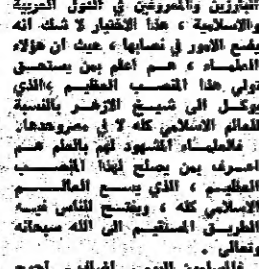 البارزين والمعروفين في الدول العربية
والاسلامية ، هذا الاختيار لا شك انه
يضع الامور في نصابها ، حيث ان هؤلاء
العلماء ، هم اعلم بمن يستحق
تولي هذا المنصب العظيم ، الذي
يوكل الى شيخ الازهر بالنسبة
للعالم الاسلامي كله لا في مصر وحدها.
فالعلماء المشهود لهم بالعلم هم
اعرف بمن يصلح لهذا المنصب
العظيم ، الذي يسع العالم
الاسلامي كله ، ويفتح للناس فيه
الطريق المستقيم الى الله سبحانه
وتعالى .